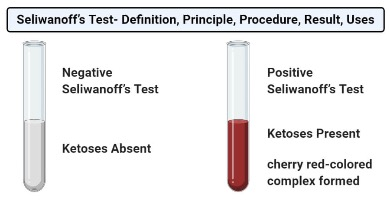 Seliwanoff's Test- Definition, Principle, Procedure, Result, Uses
Negative
Seliwanoff's Test
Ketoses Absent
Positive
Seliwanoff's Test
Ketoses Present
cherry red-colored
complex formed